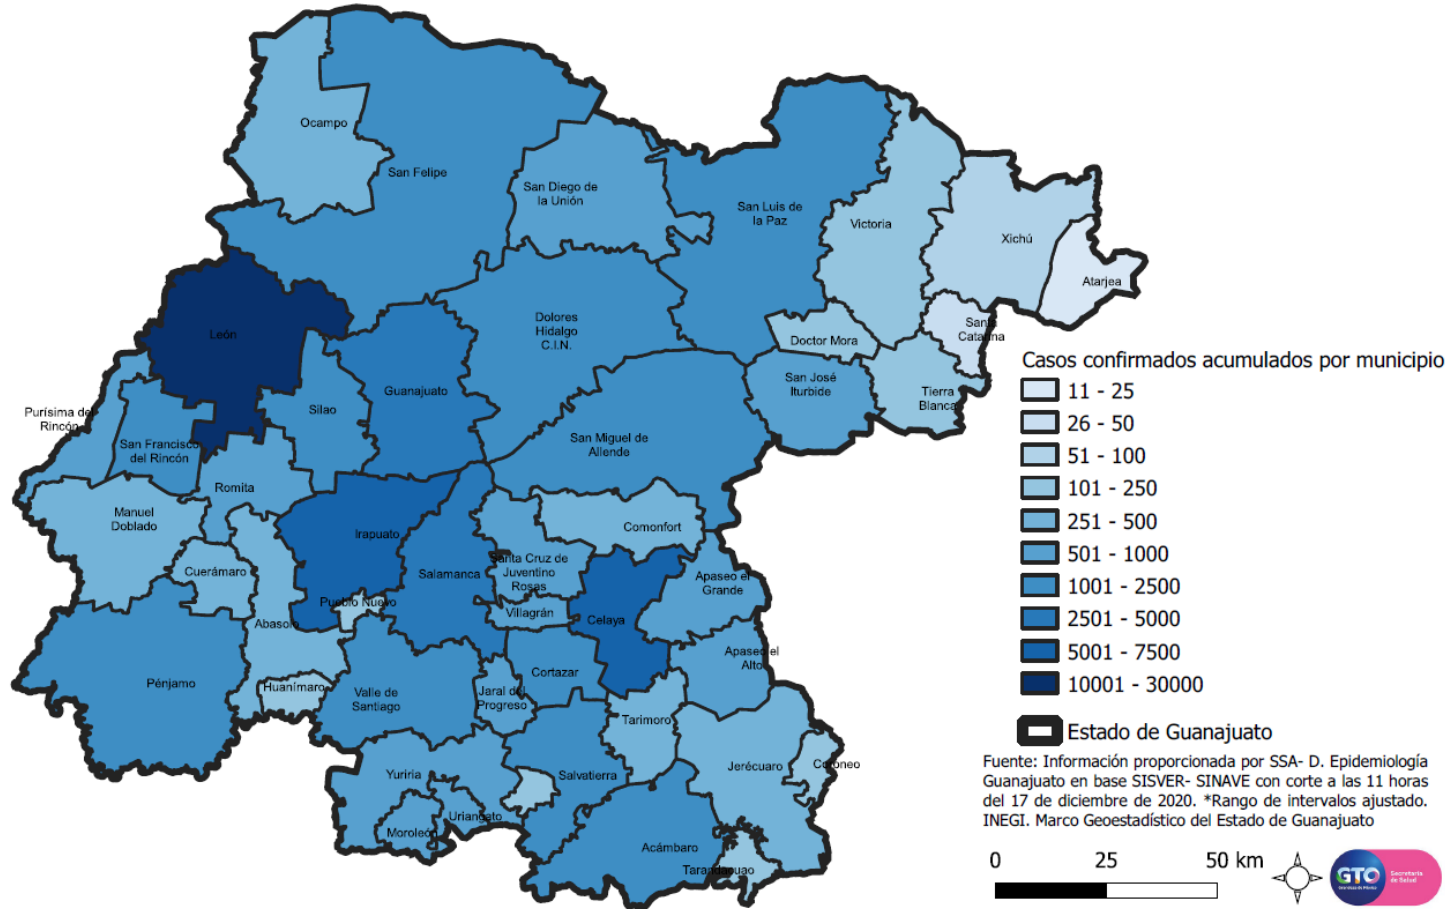 Ocampo
San Felipe
San Diego de
la Unión
San Luis de
la Paz
Victoria
Xichú
Atarjea
León
Dolores
Hidalgo
C.I.N.
Doctor Mora
Santa
Catarina
Silao
Guanajuato
San José
Iturbide
Tierra
Blanca
Purísima del
Rincón
San Francisco
del Rincón
San Miguel de
Allende
Romita
Manuel
Doblado
Irapuato
Comonfort
Cuerámaro
Salamanca
Santa Cruz de
Juventino
Rosas
Apaseo el
Grande
Pueblo Nuevo
Villagrán
Celaya
Abasolo
Apaseo el
Alto
Pénjamo
Huanímaro
Valle de
Santiago
Jaral del
Progreso
Cortazar
Tarimoro
Jerécuaro
Coroneo
Yuriria
Salvatierra
Uriangato
Moroleón
Acámbaro
Tarandacuao
Casos confirmados acumulados por municipio
11 - 25
26 - 50
51 - 100
101 - 250
251 - 500
501 - 1000
1001 - 2500
2501 - 5000
5001 - 7500
10001 - 30000
Estado de Guanajuato
Fuente: Información proporcionada por SSA- D. Epidemiología
Guanajuato en base SISVER- SINAVE con corte a las 11 horas
del 17 de diciembre de 2020. *Rango de intervalos ajustado.
INEGI. Marco Geoestadístico del Estado de Guanajuato
0 25 50 km
GTO
Secretaría
de Salud